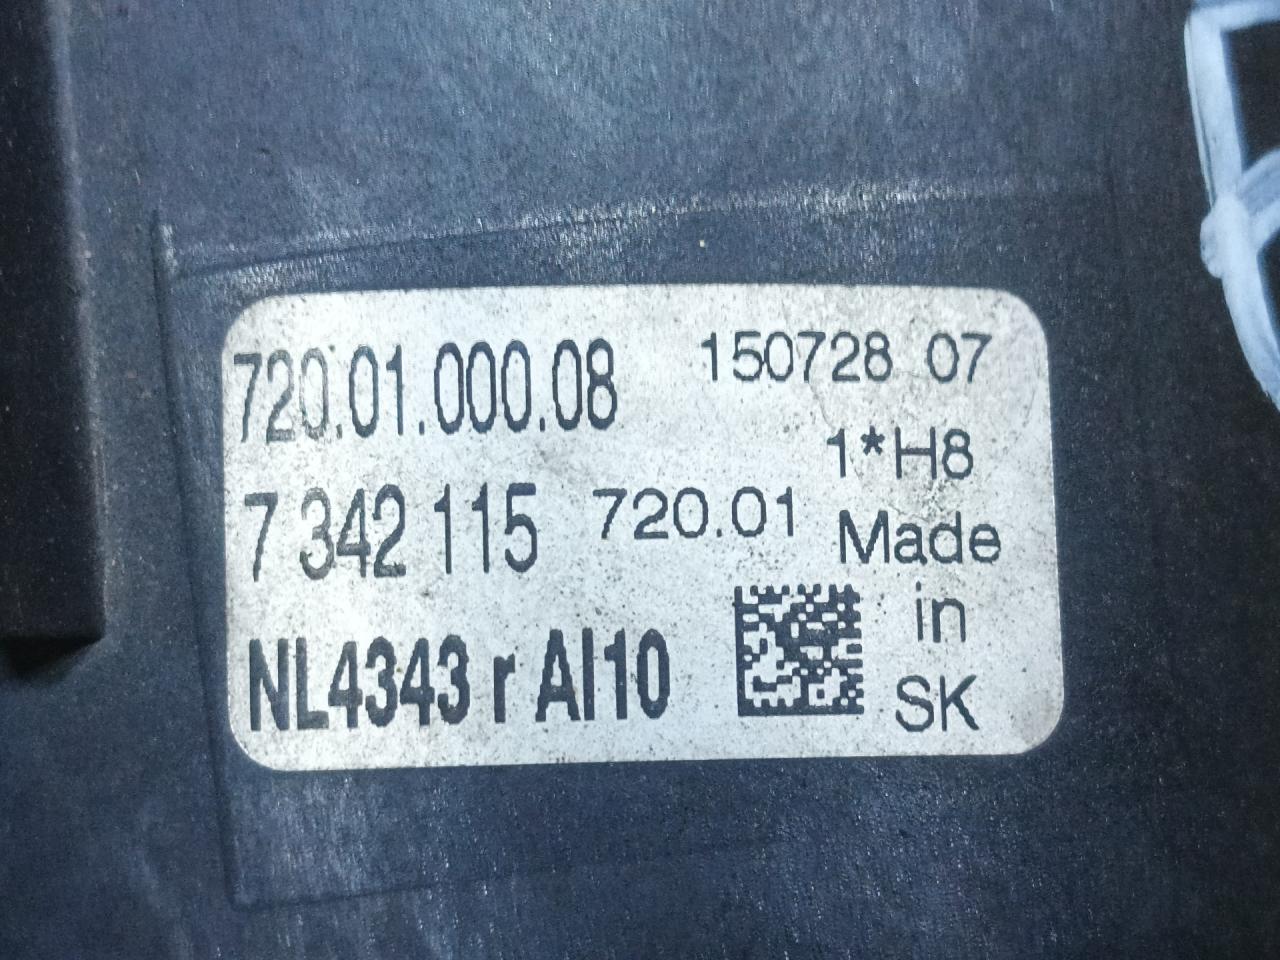 720.01.000.08 150728 07
1*H8
7 342 115 720.01 Made
in
NL4343 r AI10 SK